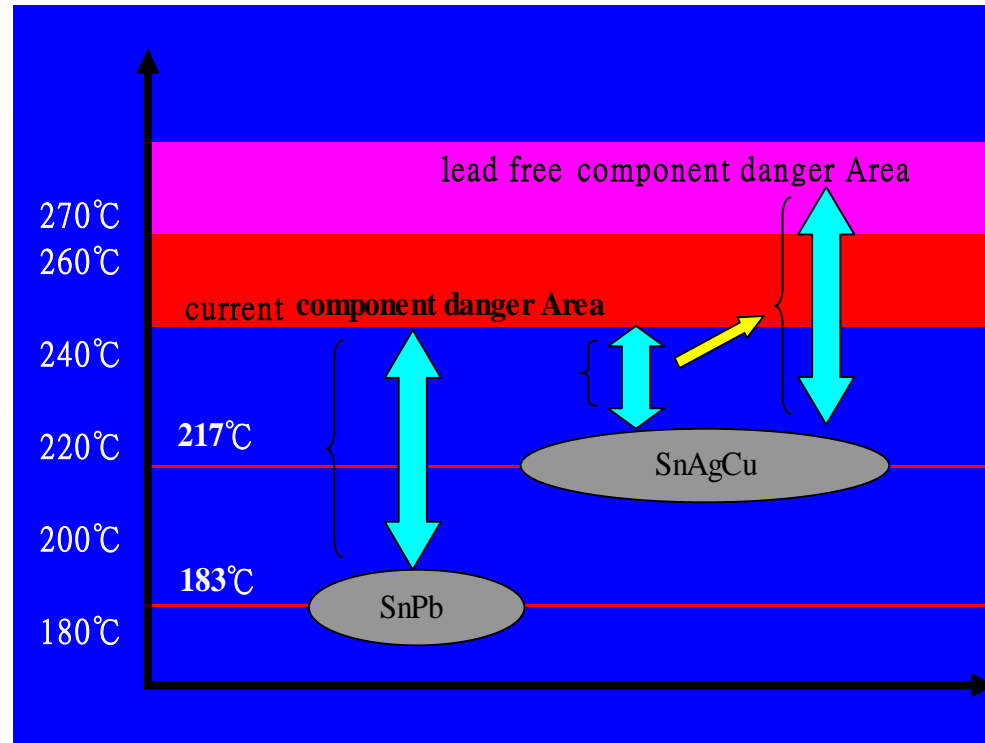 lead free component danger Area
270℃
260℃
current component danger Area
240℃
217℃
220℃
SnAgCu
200℃
183℃
SnPb
180℃